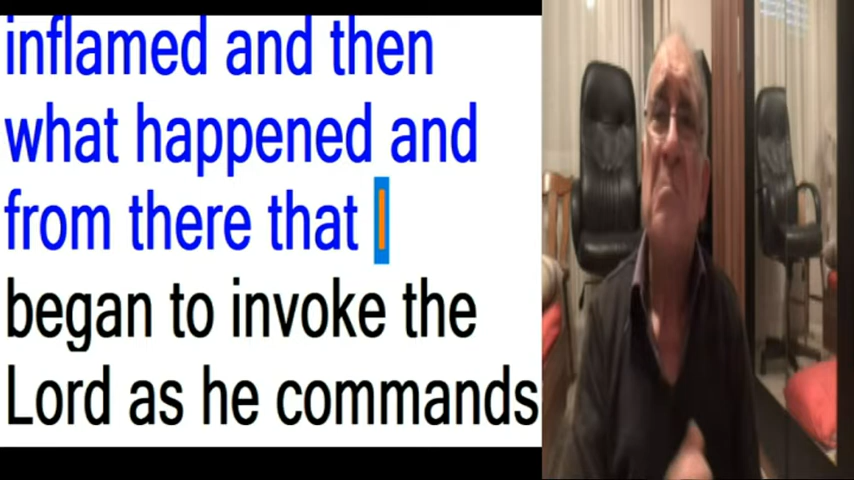 inflamed and then
what happened and
from there that I
began to invoke the
Lord as he commands